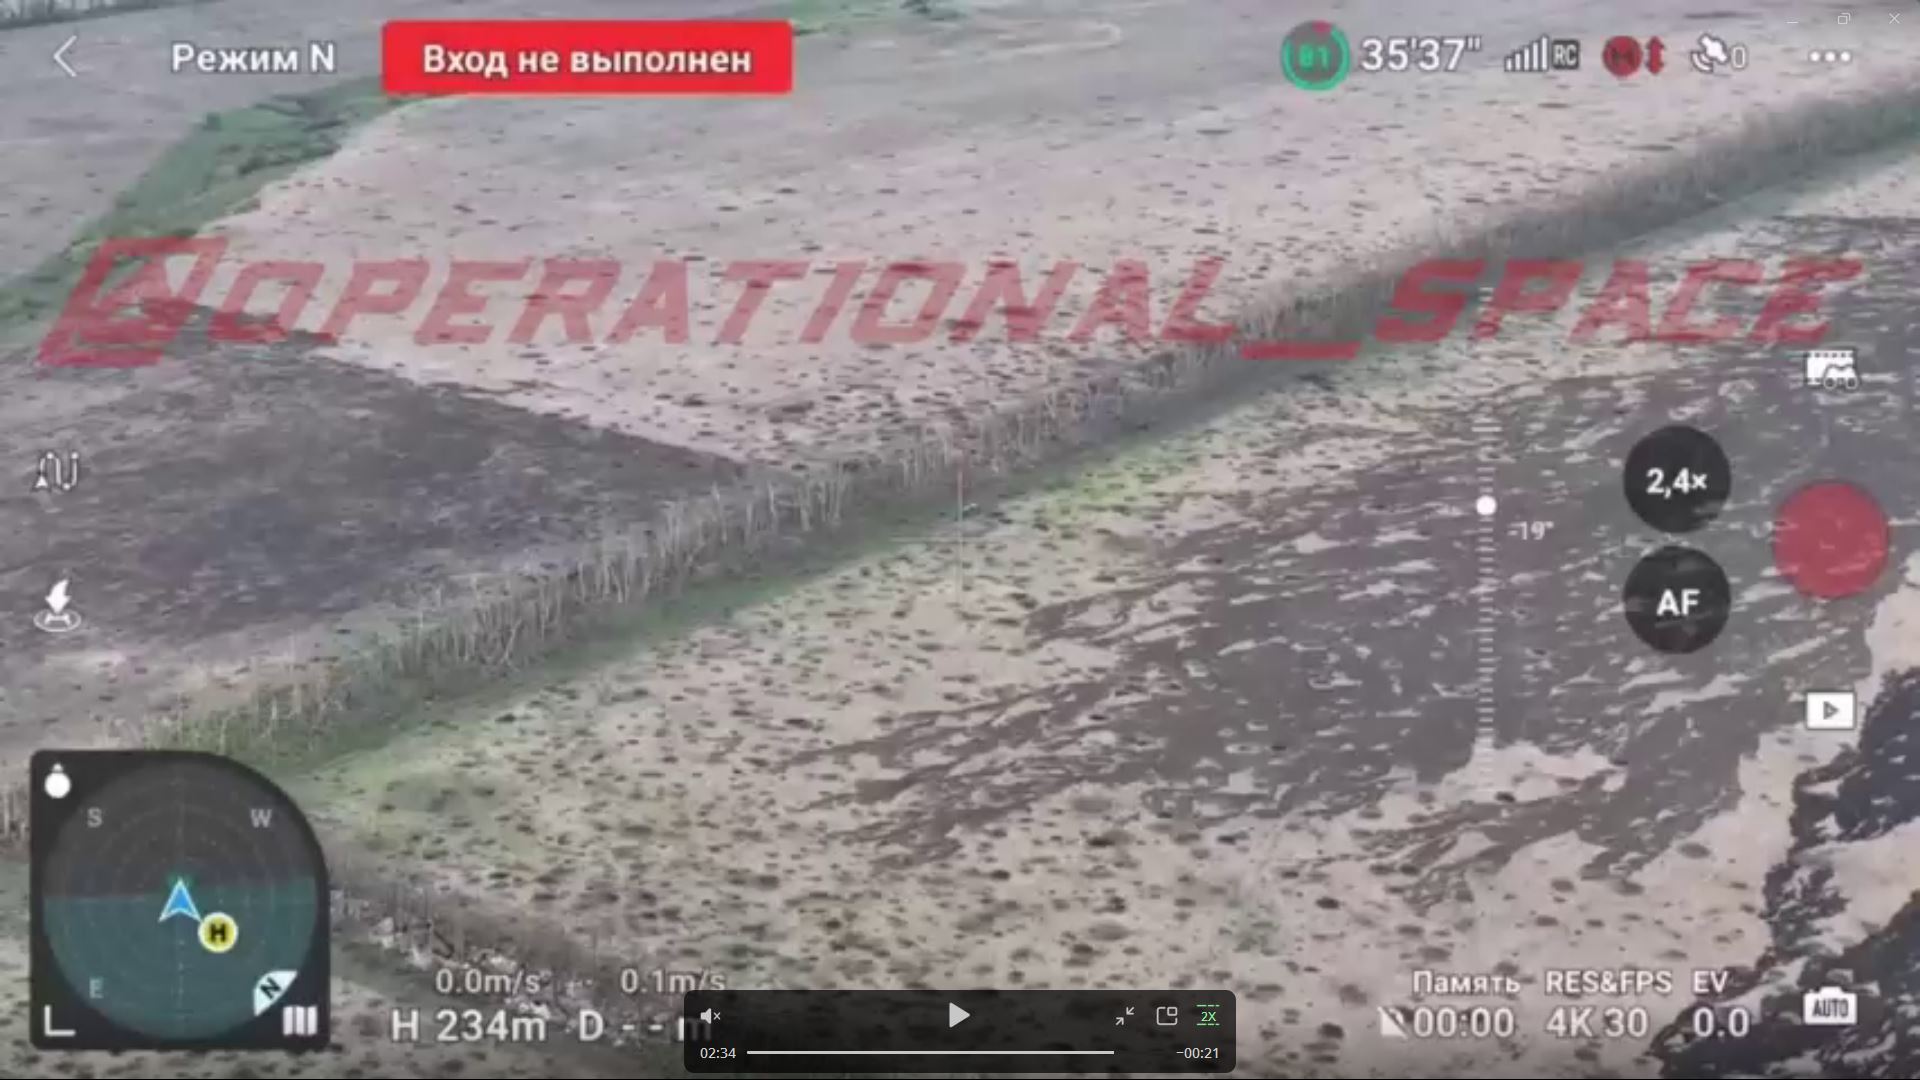 Режим N
Вход не выполнен
81
35'37"
RC
0
@OPERATIONAL_SPACE
2,4×
-19°
AF
S
W
H
E
N
0.0m/s
0.1m/s
H 234m
D - - m
Память
RES&FPS
EV
00:00
4K 30
0.0
AUTO
2X
02:34
−00:21